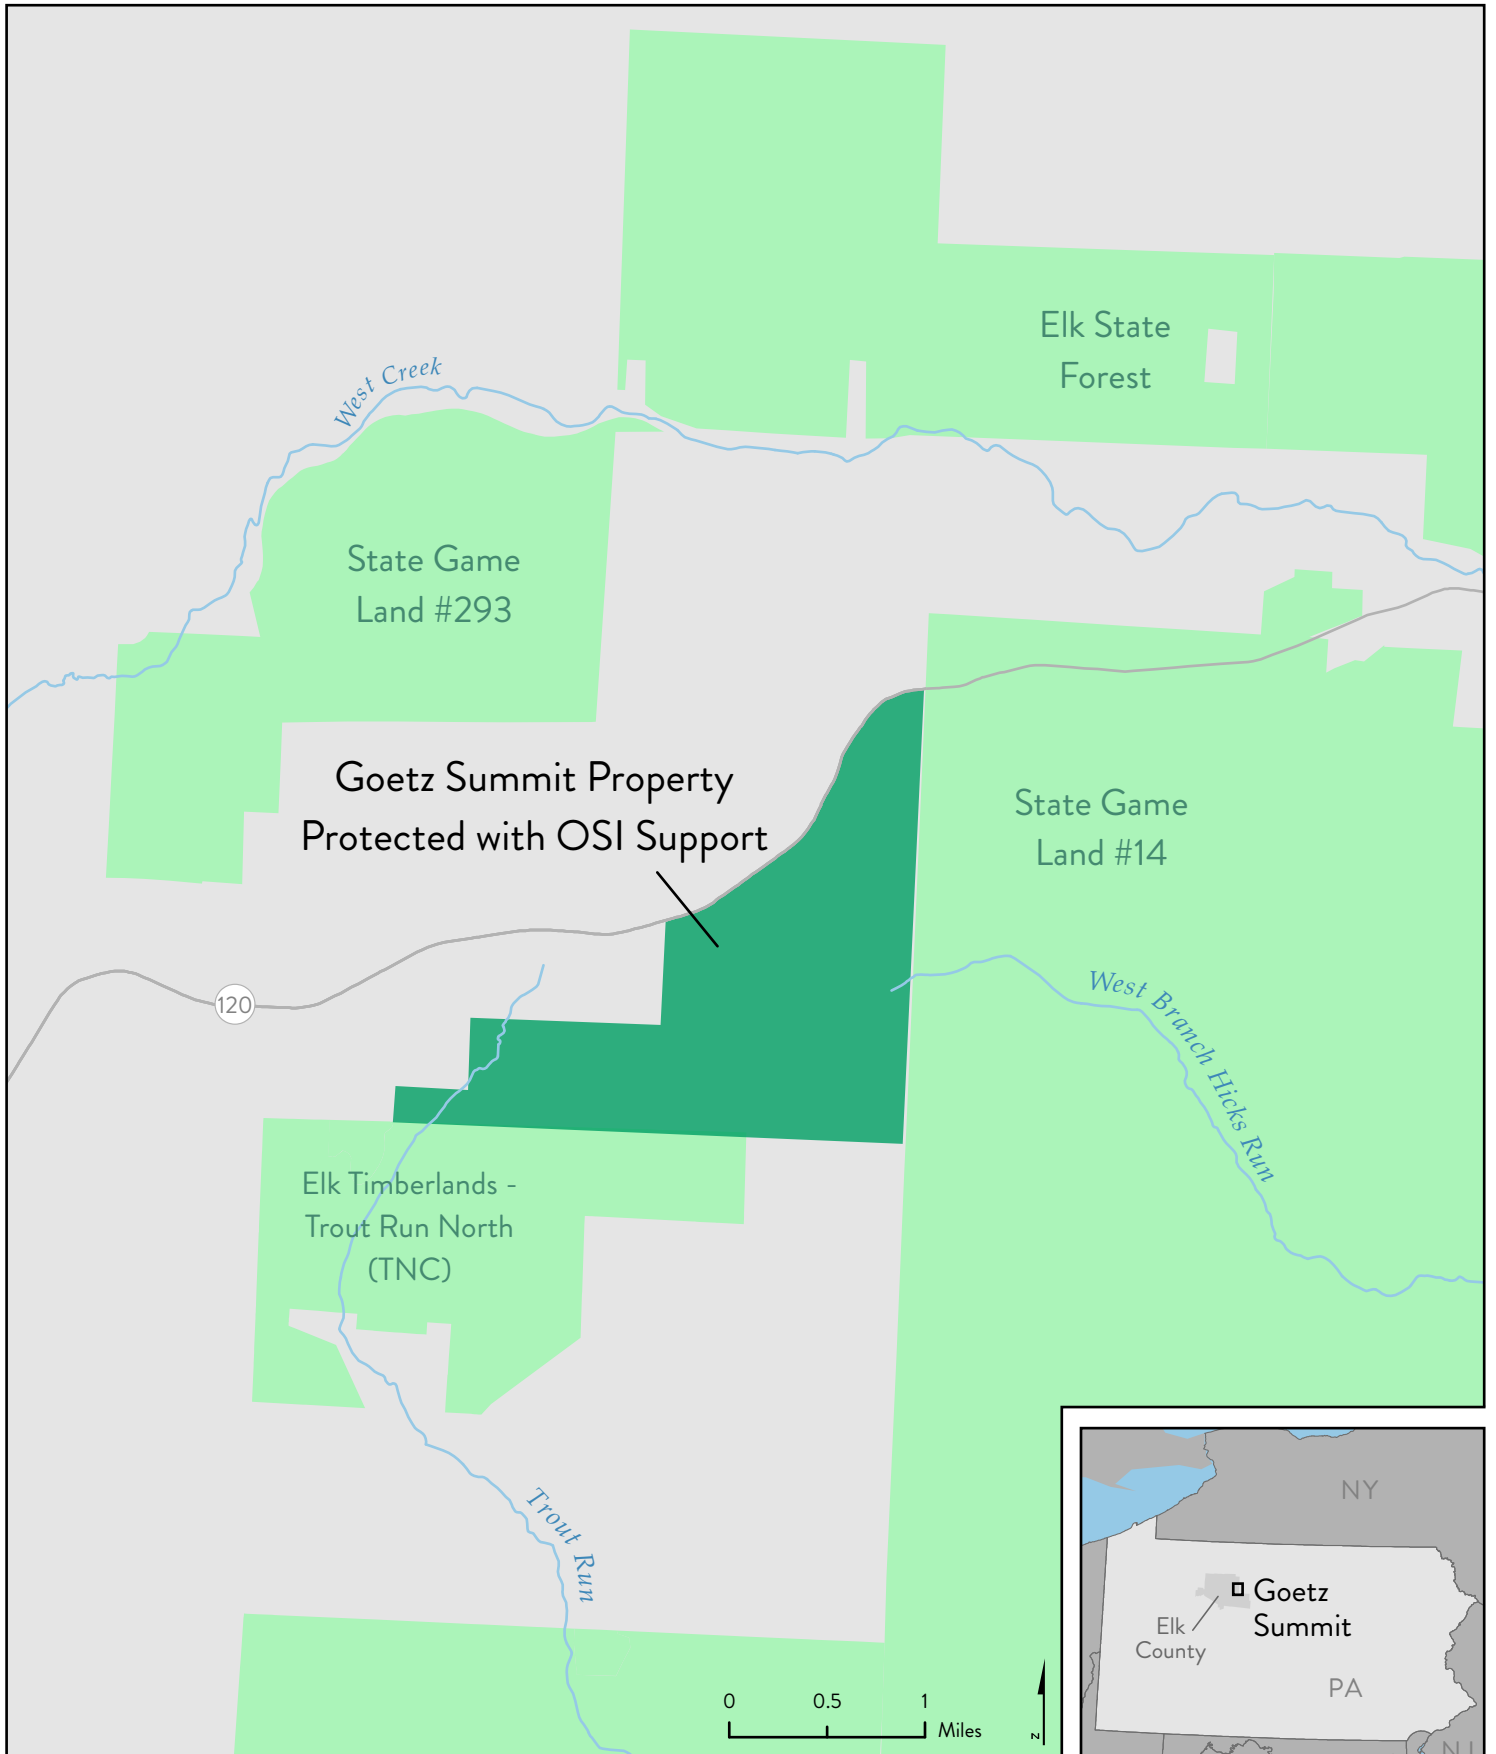 Elk State
Forest
West Creek
State Game
Land #293
Goetz Summit Property
Protected with OSI Support
State Game
Land #14
120
West Branch Hicks Run
Elk Timberlands -
Trout Run North
(TNC)
Trout Run
0 0.5 1
Miles
N
NY
Goetz
Summit
Elk
County
PA
NJ